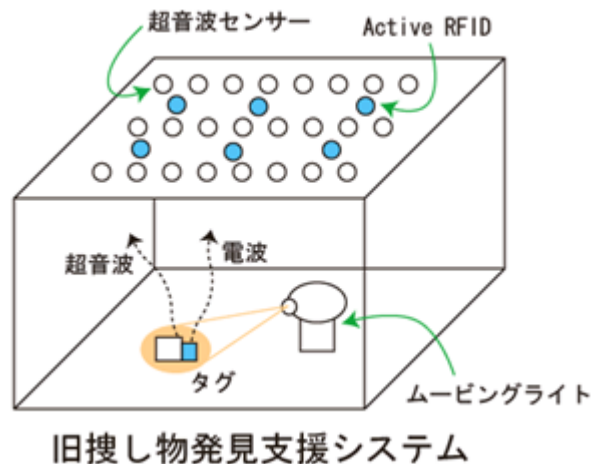 超音波センサー
Active RFID
超音波
電波
タグ
ムービングライト
旧捜し物発見支援システム